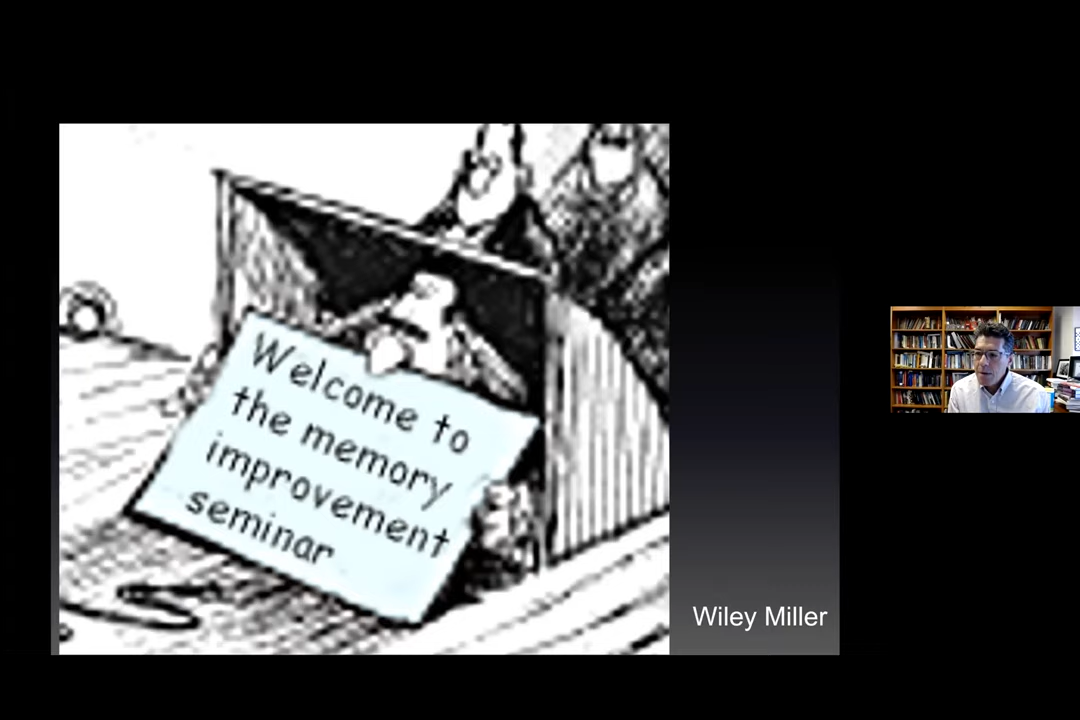 Welcome to
the memory
improvement
seminar
Wiley Miller